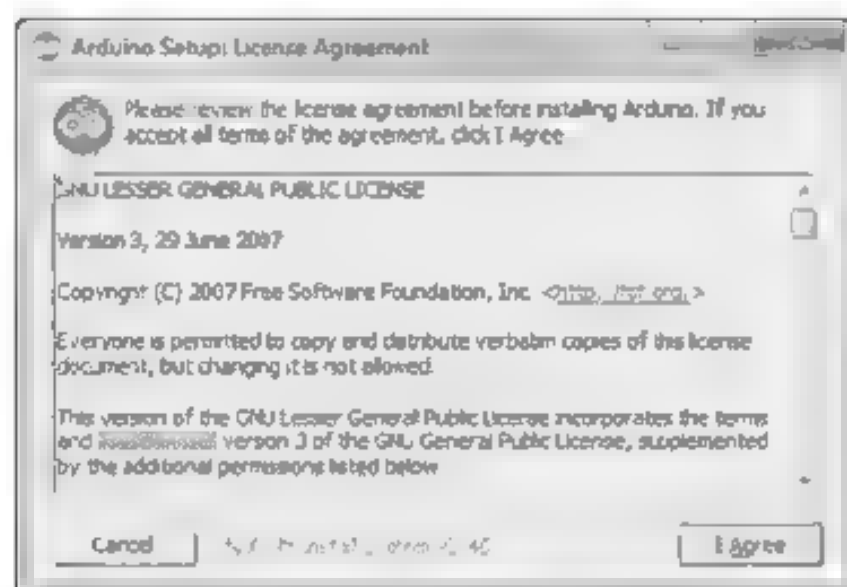 Arduino Setup: License Agreement
Please review the license agreement before installing Arduino. If you
accept all terms of the agreement, click I Agree
GNU LESSER GENERAL PUBLIC LICENSE
Version 3, 29 June 2007
Copyright (C) 2007 Free Software Foundation, Inc.
Everyone is permitted to copy and distribute verbatim copies of this license
document, but changing it is not allowed.
This version of the GNU Lesser General Public License incorporates the terms
and version 3 of the GNU General Public License, supplemented
by the additional permissions listed below
Cancel
I Agree